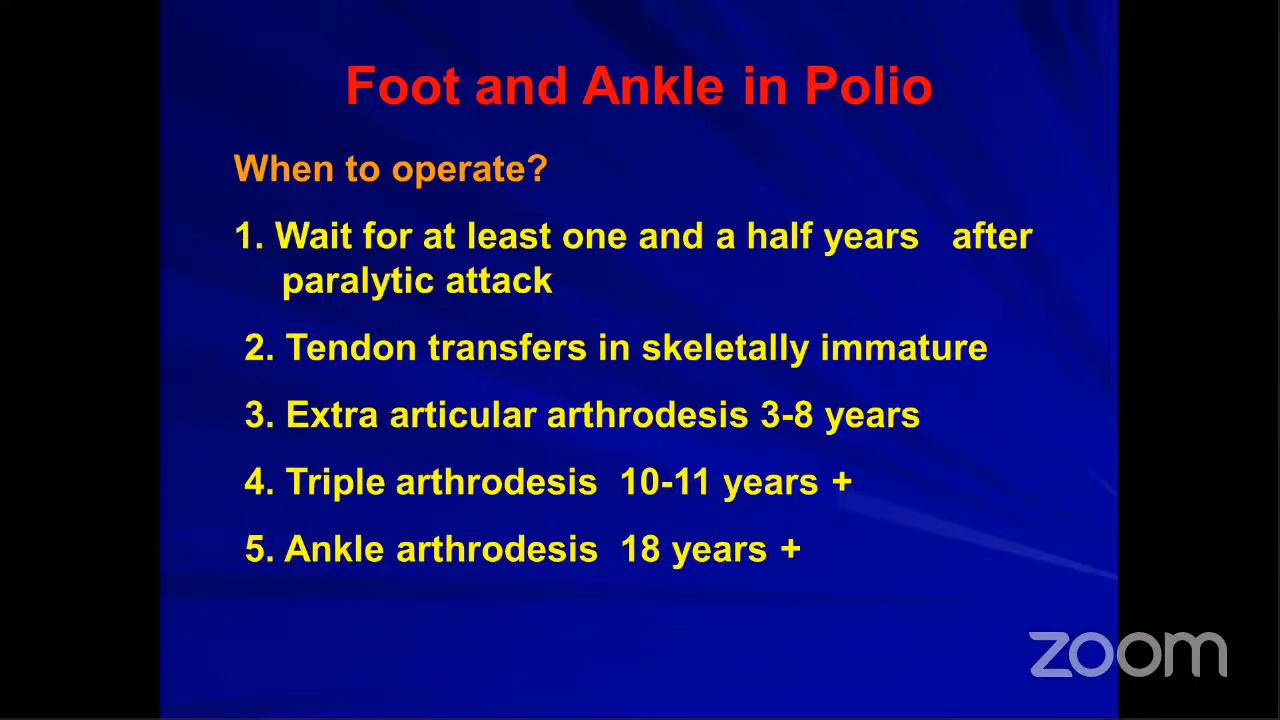 Foot and Ankle in Polio
When to operate?
1. Wait for at least one and a half years after
paralytic attack
2. Tendon transfers in skeletally immature
3. Extra articular arthrodesis 3-8 years
4. Triple arthrodesis 10-11 years +
5. Ankle arthrodesis 18 years +
zoom